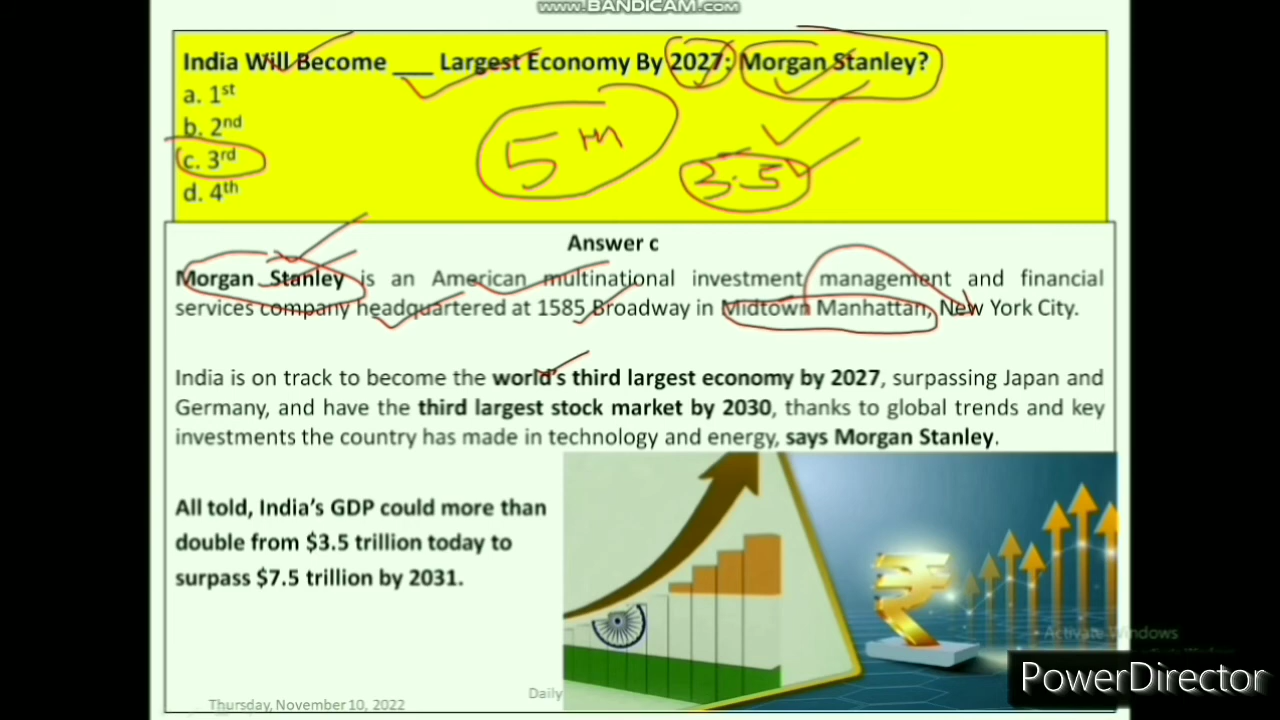 www.BANDICAM.com
India Will Become ___ Largest Economy By 2027: Morgan Stanley?
a. 1st
b. 2nd
c. 3rd
d. 4th
5th
3.5
Answer c
Morgan Stanley is an American multinational investment management and financial
services company headquartered at 1585 Broadway in Midtown Manhattan, New York City.
India is on track to become the world's third largest economy by 2027, surpassing Japan and
Germany, and have the third largest stock market by 2030, thanks to global trends and key
investments the country has made in technology and energy, says Morgan Stanley.
All told, India's GDP could more than
double from $3.5 trillion today to
surpass $7.5 trillion by 2031.
Activate Windows
PowerDirector
Thursday, November 10, 2022
Daily